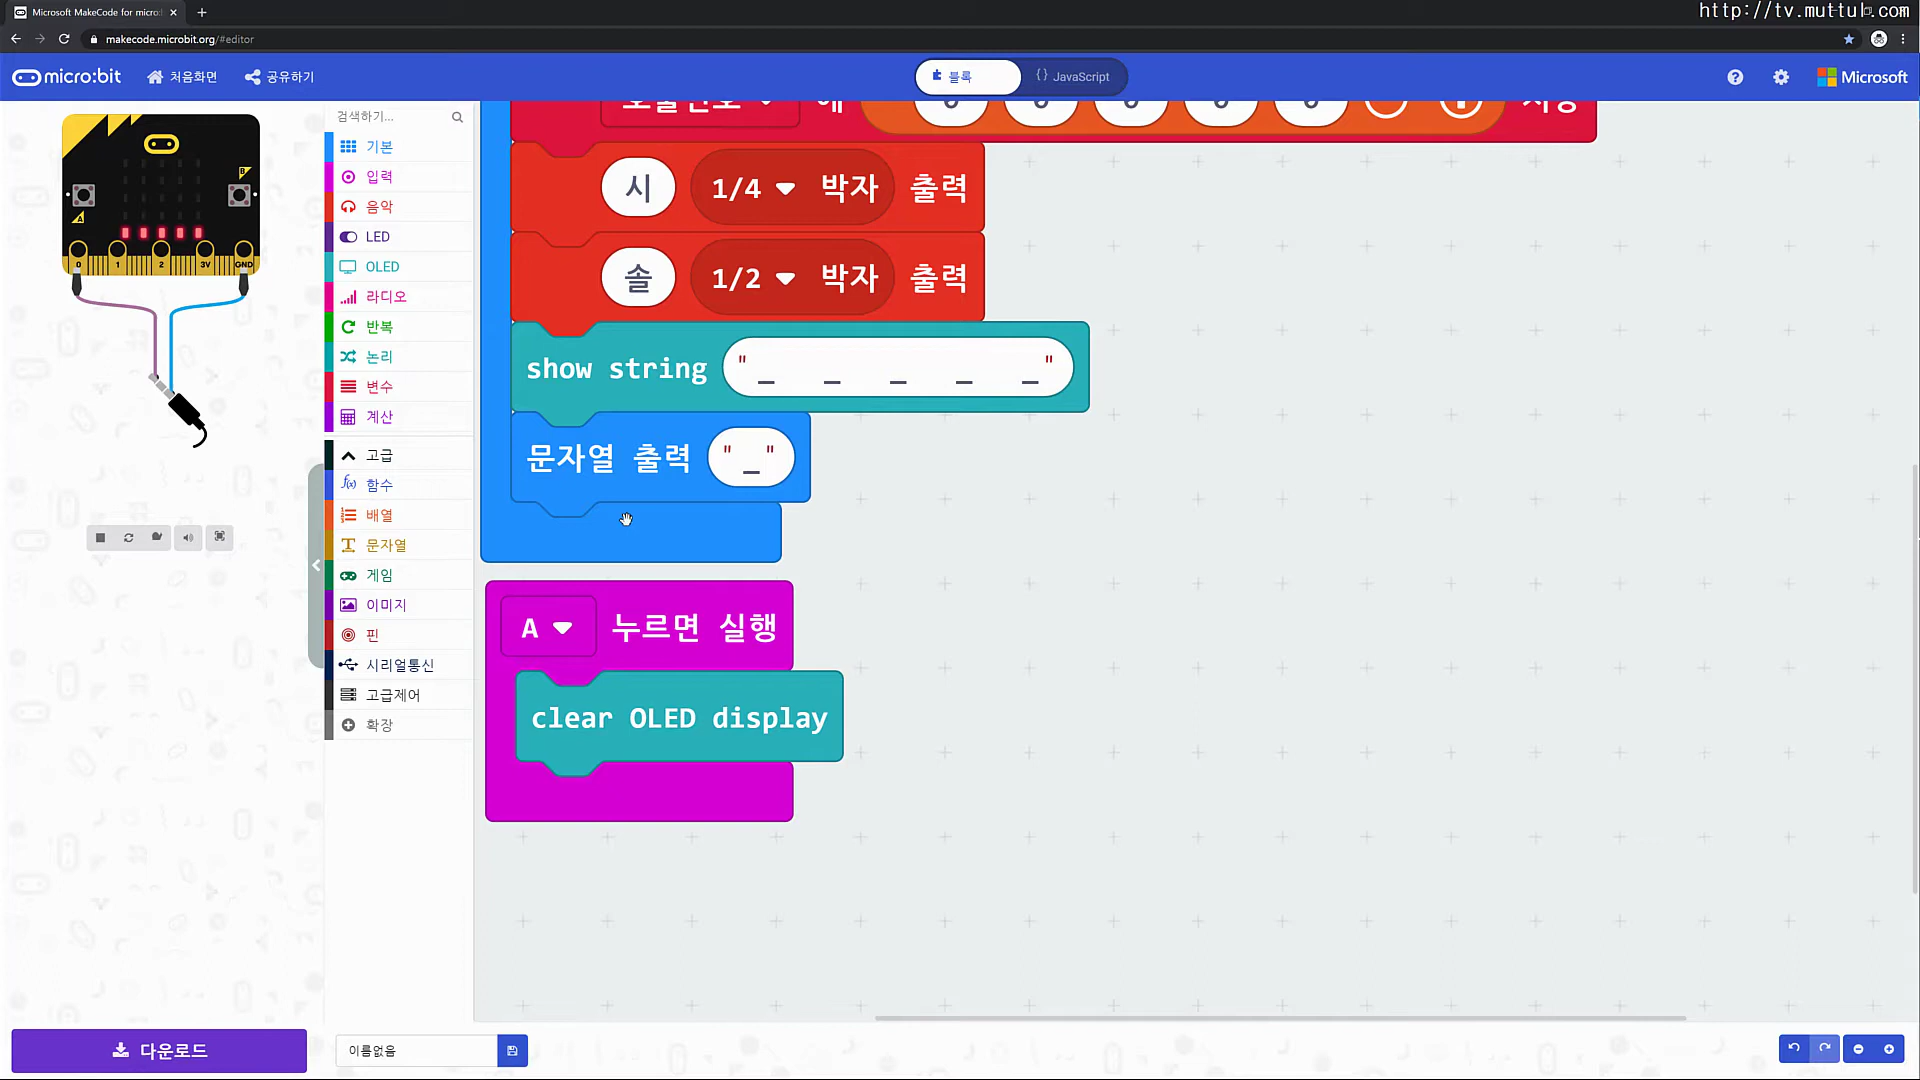 Microsoft MakeCode for micro:
http://tv.muttul.com
makecode.microbit.org/#editor
micro:bit
처음화면
공유하기
블록
{} JavaScript
Microsoft
B
A
0 1 2 3V GND
검색하기...
기본
입력
음악
LED
OLED
라디오
반복
논리
변수
계산
고급
함수
배열
문자열
게임
이미지
핀
시리얼통신
고급제어
확장
시 1/4 박자 출력
솔 1/2 박자 출력
show string "_ _ _ _ _"
문자열 출력 "_"
A 누르면 실행
clear OLED display
다운로드
이름없음